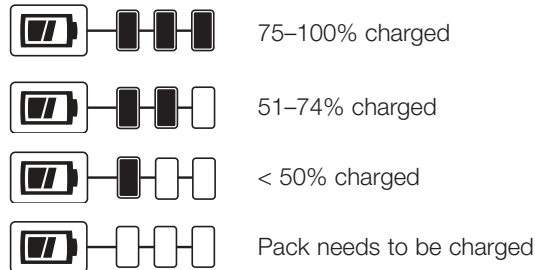 75–100% charged
51–74% charged
< 50% charged
Pack needs to be charged